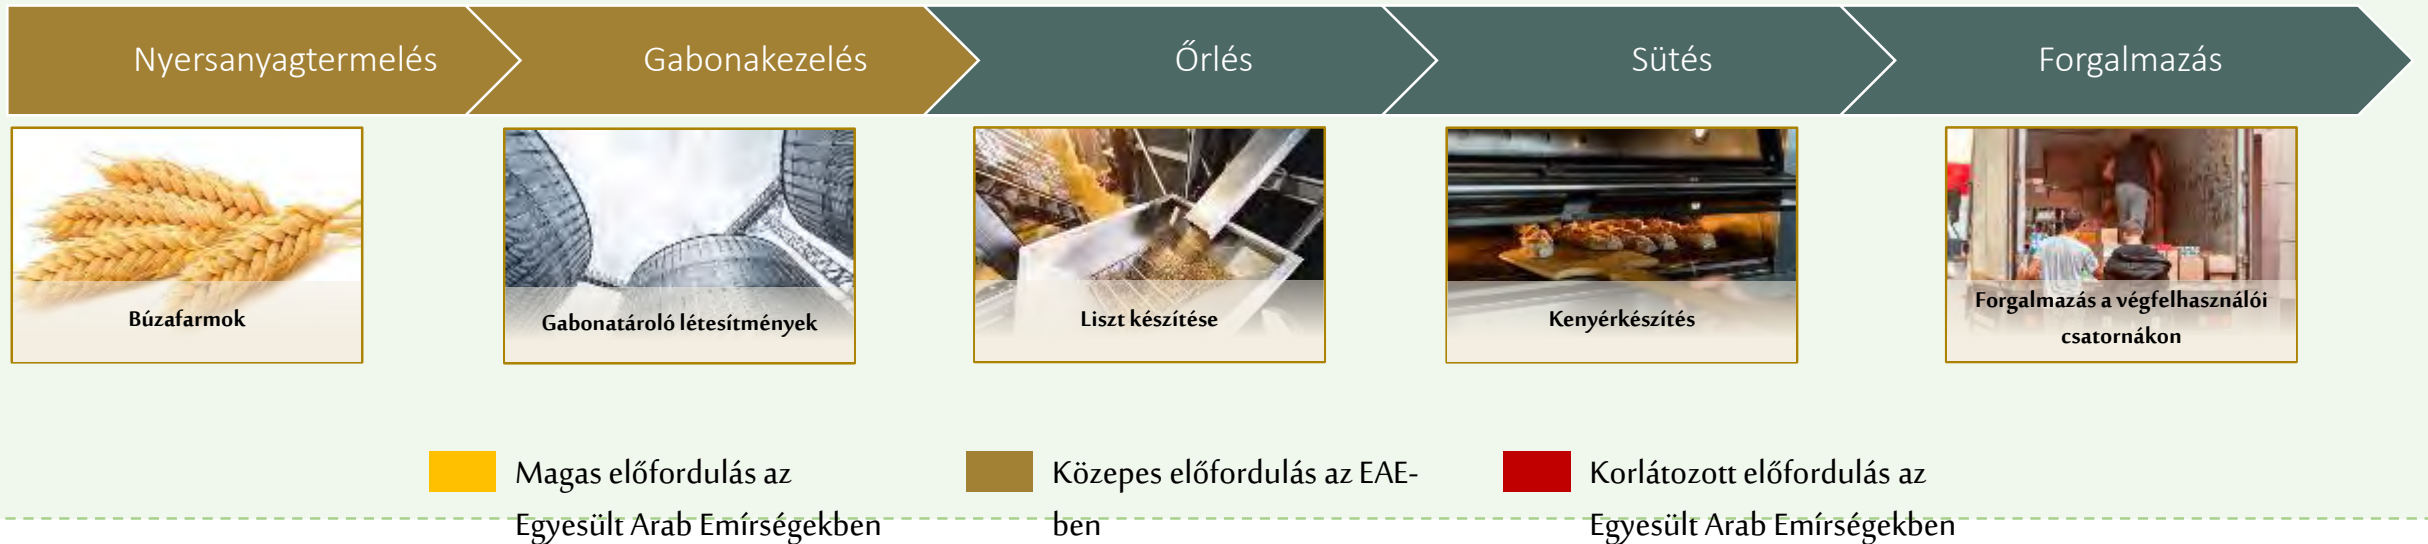 Nyersanyagtermelés
Gabonakezelés
Őrlés
Sütés
Forgalmazás
Búzafarmok
Gabonatároló létesítmények
Liszt készítése
Kenyérkészítés
Forgalmazás a végfelhasználói
csatornákon
Magas előfordulás az
Egyesült Arab Emírségekben
Közepes előfordulás az EAE-
ben
Korlátozott előfordulás az
Egyesült Arab Emírségekben